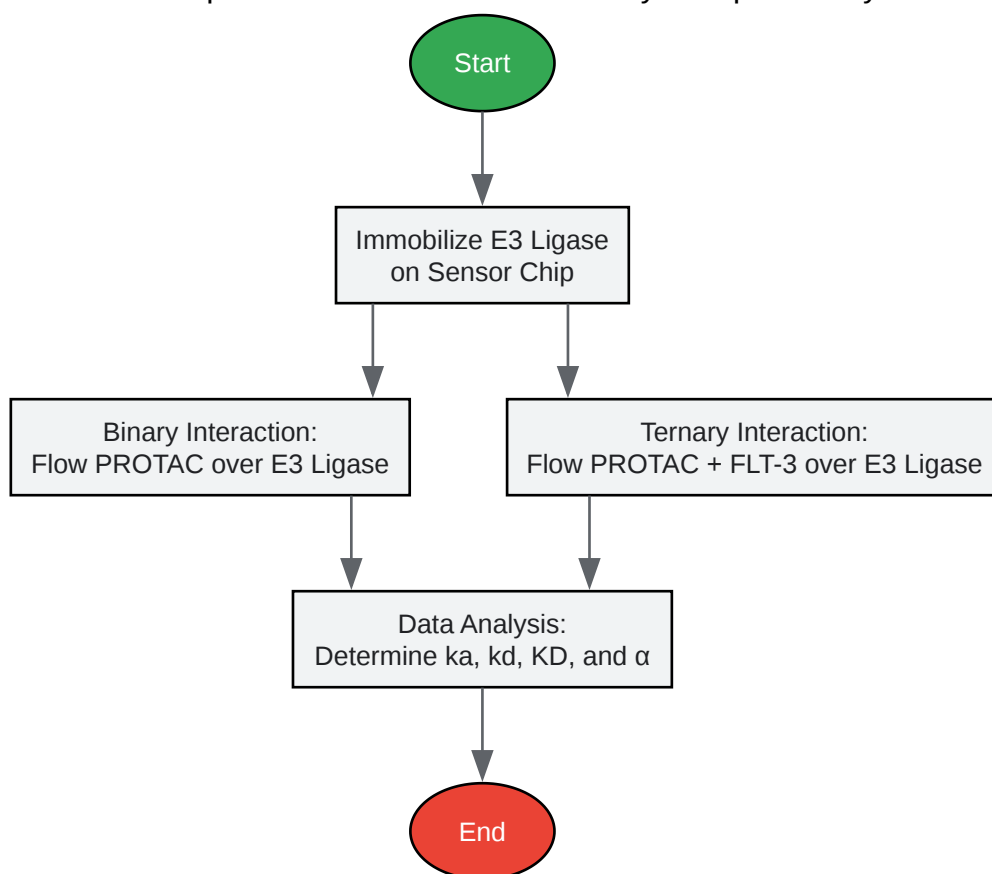 Start
Immobilize E3 Ligase
on Sensor Chip
Binary Interaction:
Flow PROTAC over E3 Ligase
Ternary Interaction:
Flow PROTAC + FLT-3 over E3 Ligase
Data Analysis:
Determine ka, kd, KD, and α
End